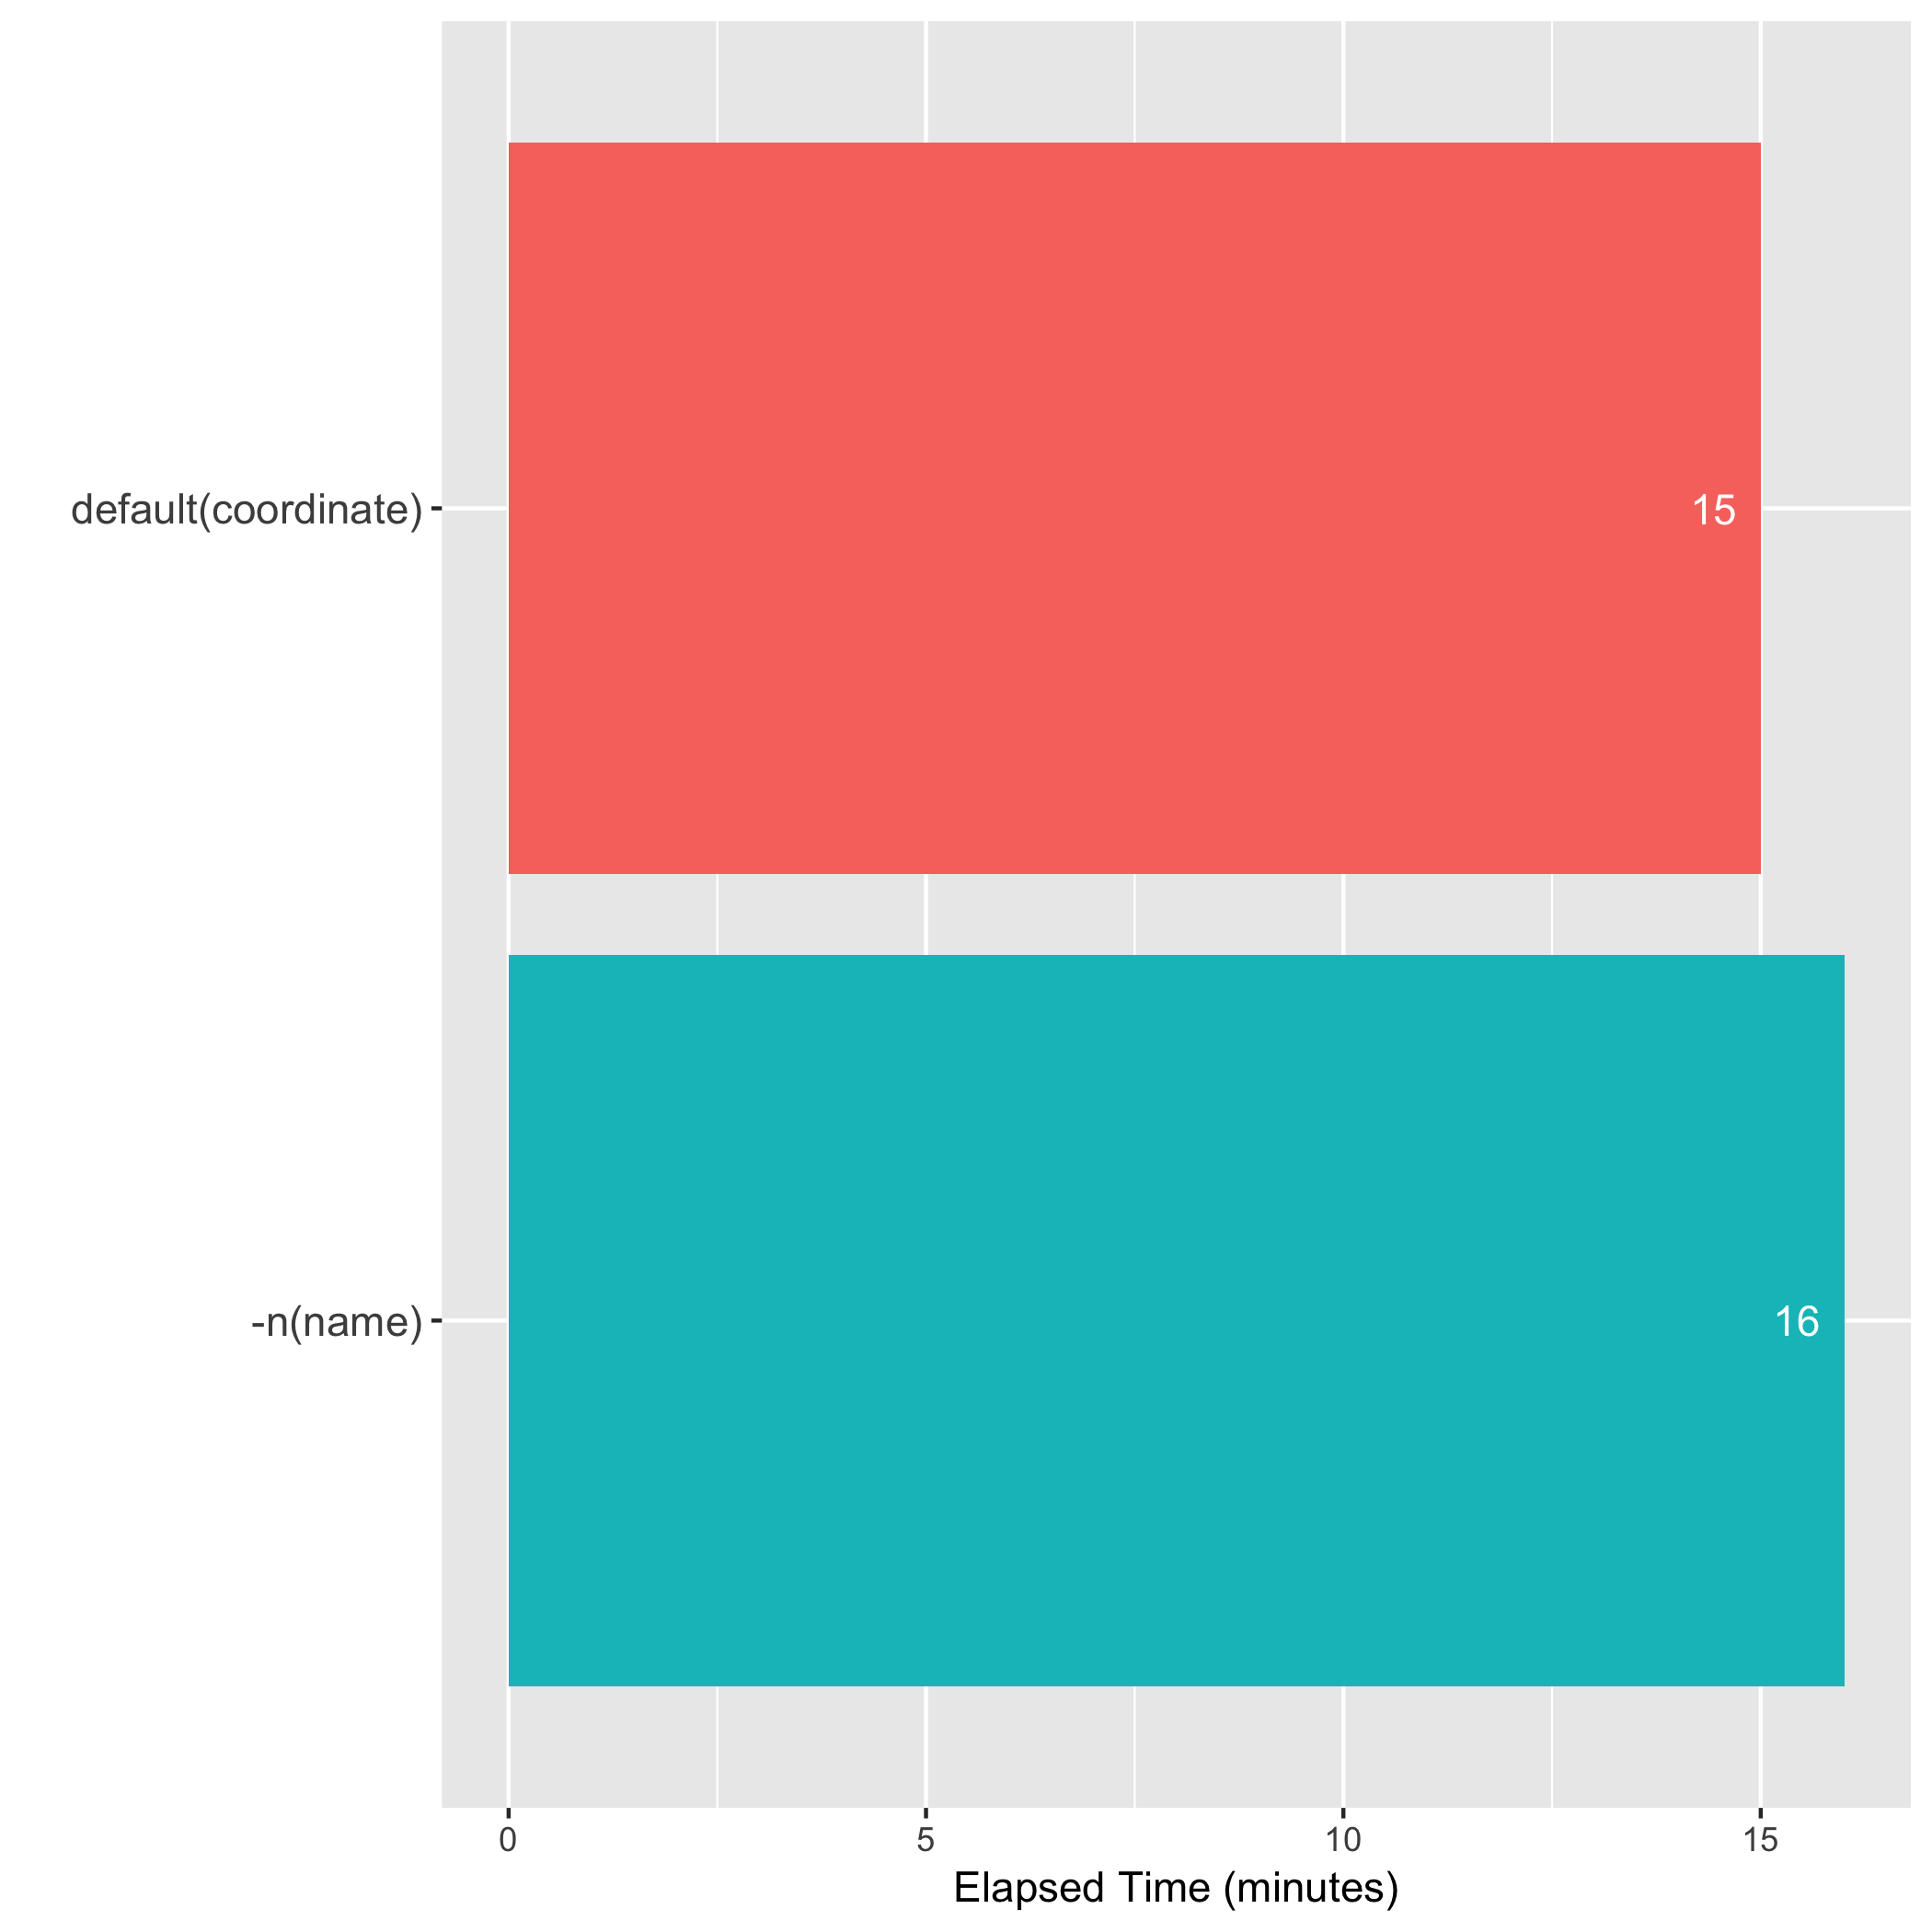 default(coordinate)
15
-n(name)
16
0 5 10 15
Elapsed Time (minutes)